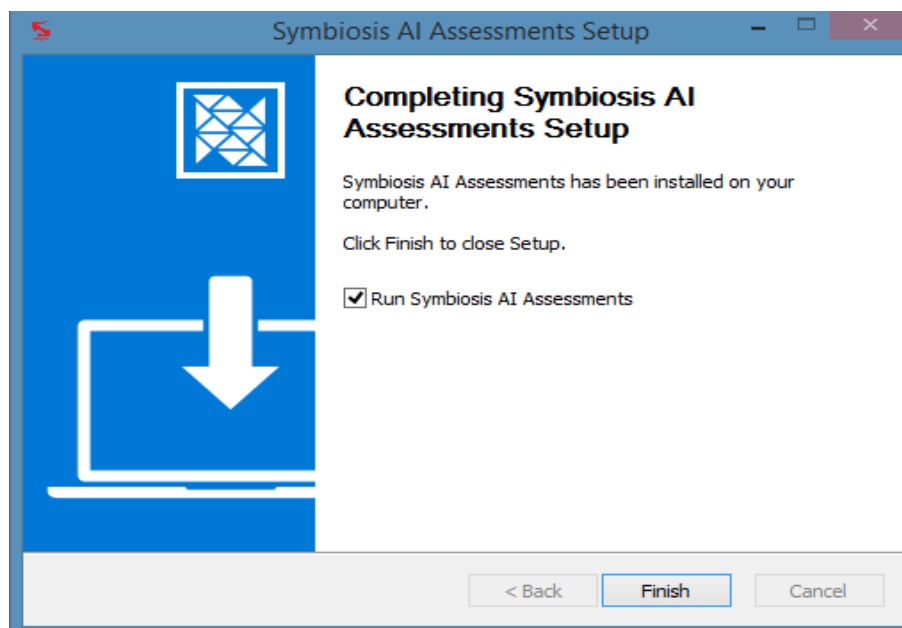 Symbiosis AI Assessments Setup
Completing Symbiosis AI
Assessments Setup
Symbiosis AI Assessments has been installed on your
computer.
Click Finish to close Setup.
Run Symbiosis AI Assessments
< Back Finish Cancel